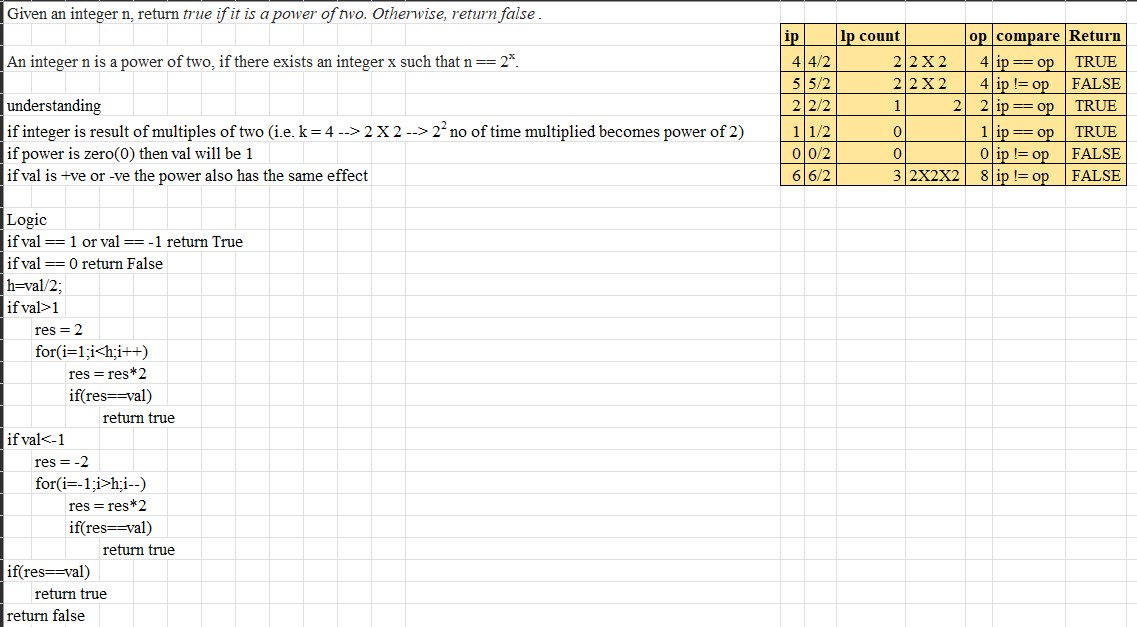 Given an integer n, return true if it is a power of two. Otherwise, return false .
ip lp count op compare Return
An integer n is a power of two, if there exists an integer x such that n == 2ˣ.
4 4/2 2 2 X 2 4 ip == op TRUE
5 5/2 2 2 X 2 4 ip != op FALSE
understanding
2 2/2 1 2 2 ip == op TRUE
if integer is result of multiples of two (i.e. k = 4 --> 2 X 2 --> 2² no of time multiplied becomes power of 2)
1 1/2 0 1 ip == op TRUE
if power is zero(0) then val will be 1
0 0/2 0 0 ip != op FALSE
if val is +ve or -ve the power also has the same effect
6 6/2 3 2X2X2 8 ip != op FALSE
Logic
if val == 1 or val == -1 return True
if val == 0 return False
h=val/2;
if val>1
res = 2
for(i=1;i<h;i++)
res = res*2
if(res==val)
return true
if val<-1
res = -2
for(i=-1;i>h;i--)
res = res*2
if(res==val)
return true
if(res==val)
return true
return false